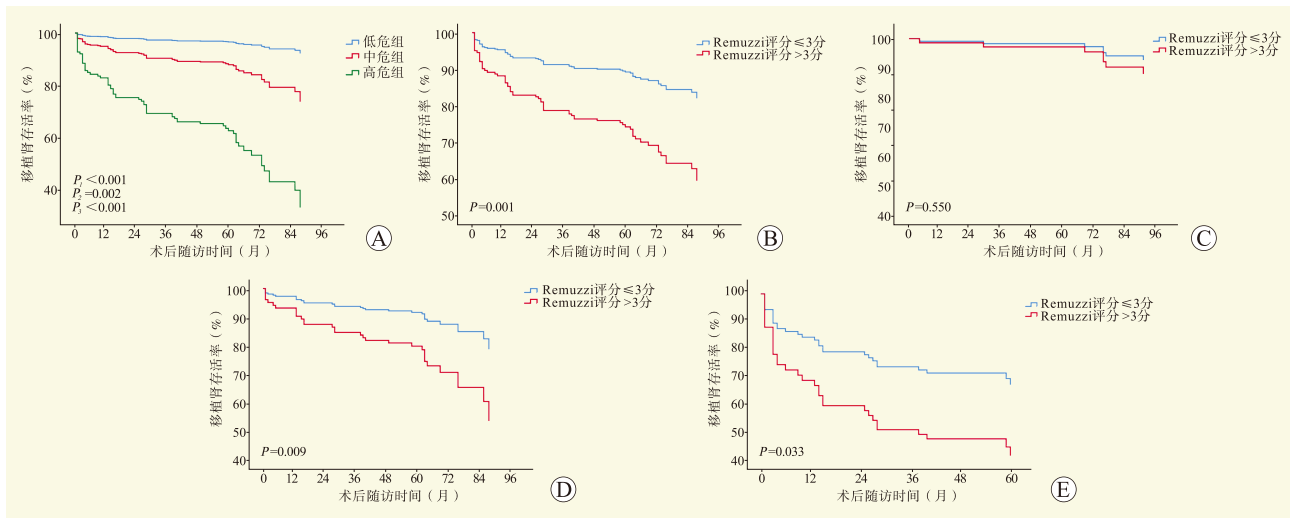 移植肾存活率（%）
100
80
60
40
低危组
中危组
高危组
P1＜0.001
P2=0.002
P3＜0.001
0 12 24 36 48 60 72 84 96
术后随访时间（月）
A
移植肾存活率（%）
100
90
80
70
60
50
Remuzzi评分≤3分
Remuzzi评分>3分
P=0.001
0 12 24 36 48 60 72 84 96
术后随访时间（月）
B
移植肾存活率（%）
100
90
80
70
60
50
40
Remuzzi评分≤3分
Remuzzi评分>3分
P=0.550
0 12 24 36 48 60 72 84 96
术后随访时间（月）
C
移植肾存活率（%）
100
90
80
70
60
50
40
Remuzzi评分≤3分
Remuzzi评分>3分
P=0.009
0 12 24 36 48 60 72 84 96
术后随访时间（月）
D
移植肾存活率（%）
100
90
80
70
60
50
40
Remuzzi评分≤3分
Remuzzi评分>3分
P=0.033
0 12 24 36 48 60
术后随访时间（月）
E